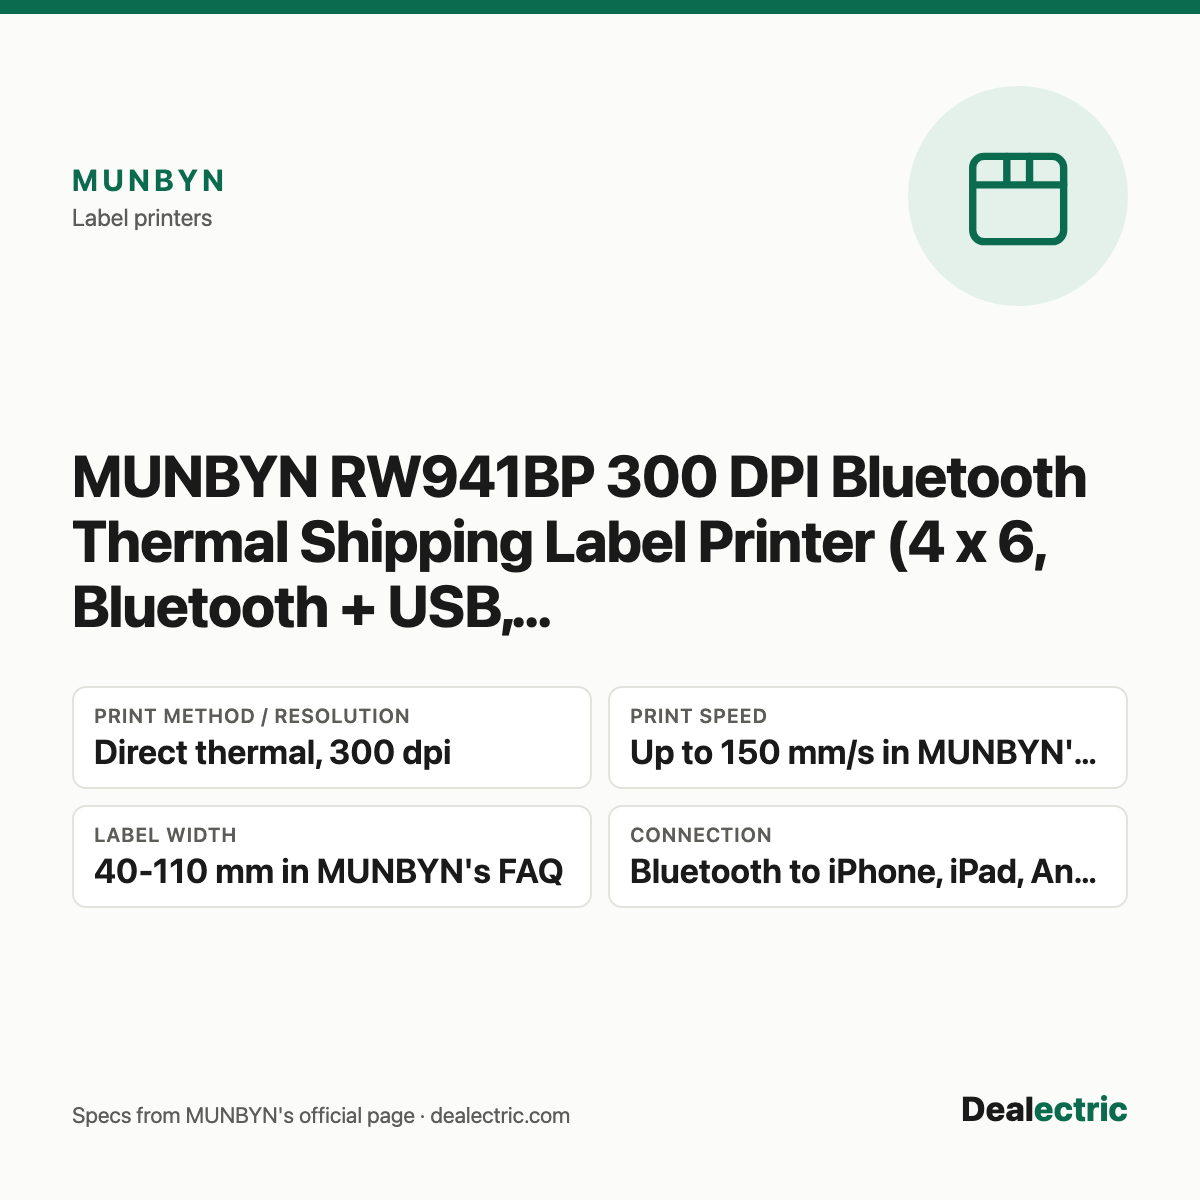 MUNBYN
Label printers
MUNBYN RW941BP 300 DPI Bluetooth
Thermal Shipping Label Printer (4 x 6,
Bluetooth + USB,...
PRINT METHOD / RESOLUTION
Direct thermal, 300 dpi
PRINT SPEED
Up to 150 mm/s in MUNBYN'...
LABEL WIDTH
40-110 mm in MUNBYN's FAQ
CONNECTION
Bluetooth to iPhone, iPad, An...
Specs from MUNBYN's official page · dealectric.com
Dealectric